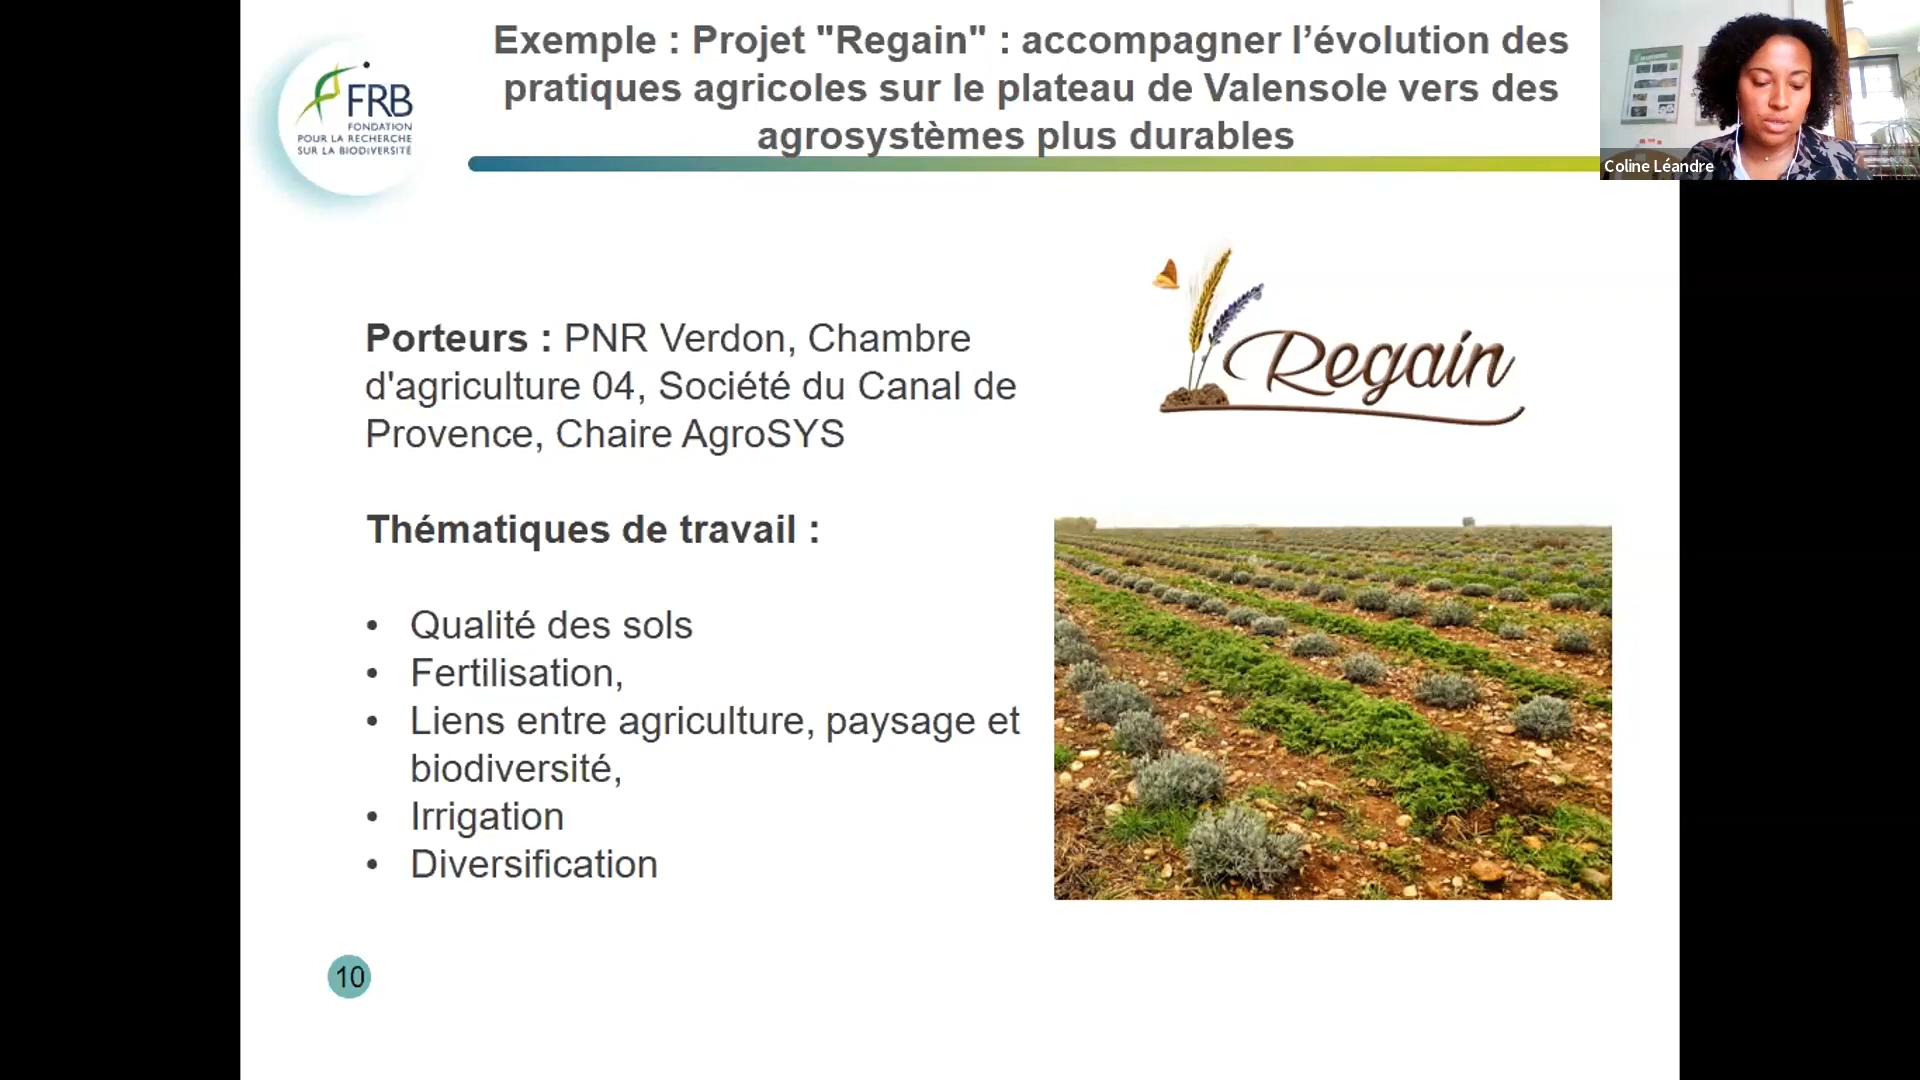 Exemple : Projet "Regain" : accompagner l’évolution des
pratiques agricoles sur le plateau de Valensole vers des
agrosystèmes plus durables
FRB
FONDATION
POUR LA RECHERCHE
SUR LA BIODIVERSITÉ
Coline Léandre
Regain
Porteurs : PNR Verdon, Chambre
d'agriculture 04, Société du Canal de
Provence, Chaire AgroSYS
Thématiques de travail :
• Qualité des sols
• Fertilisation,
• Liens entre agriculture, paysage et
biodiversité,
• Irrigation
• Diversification
10